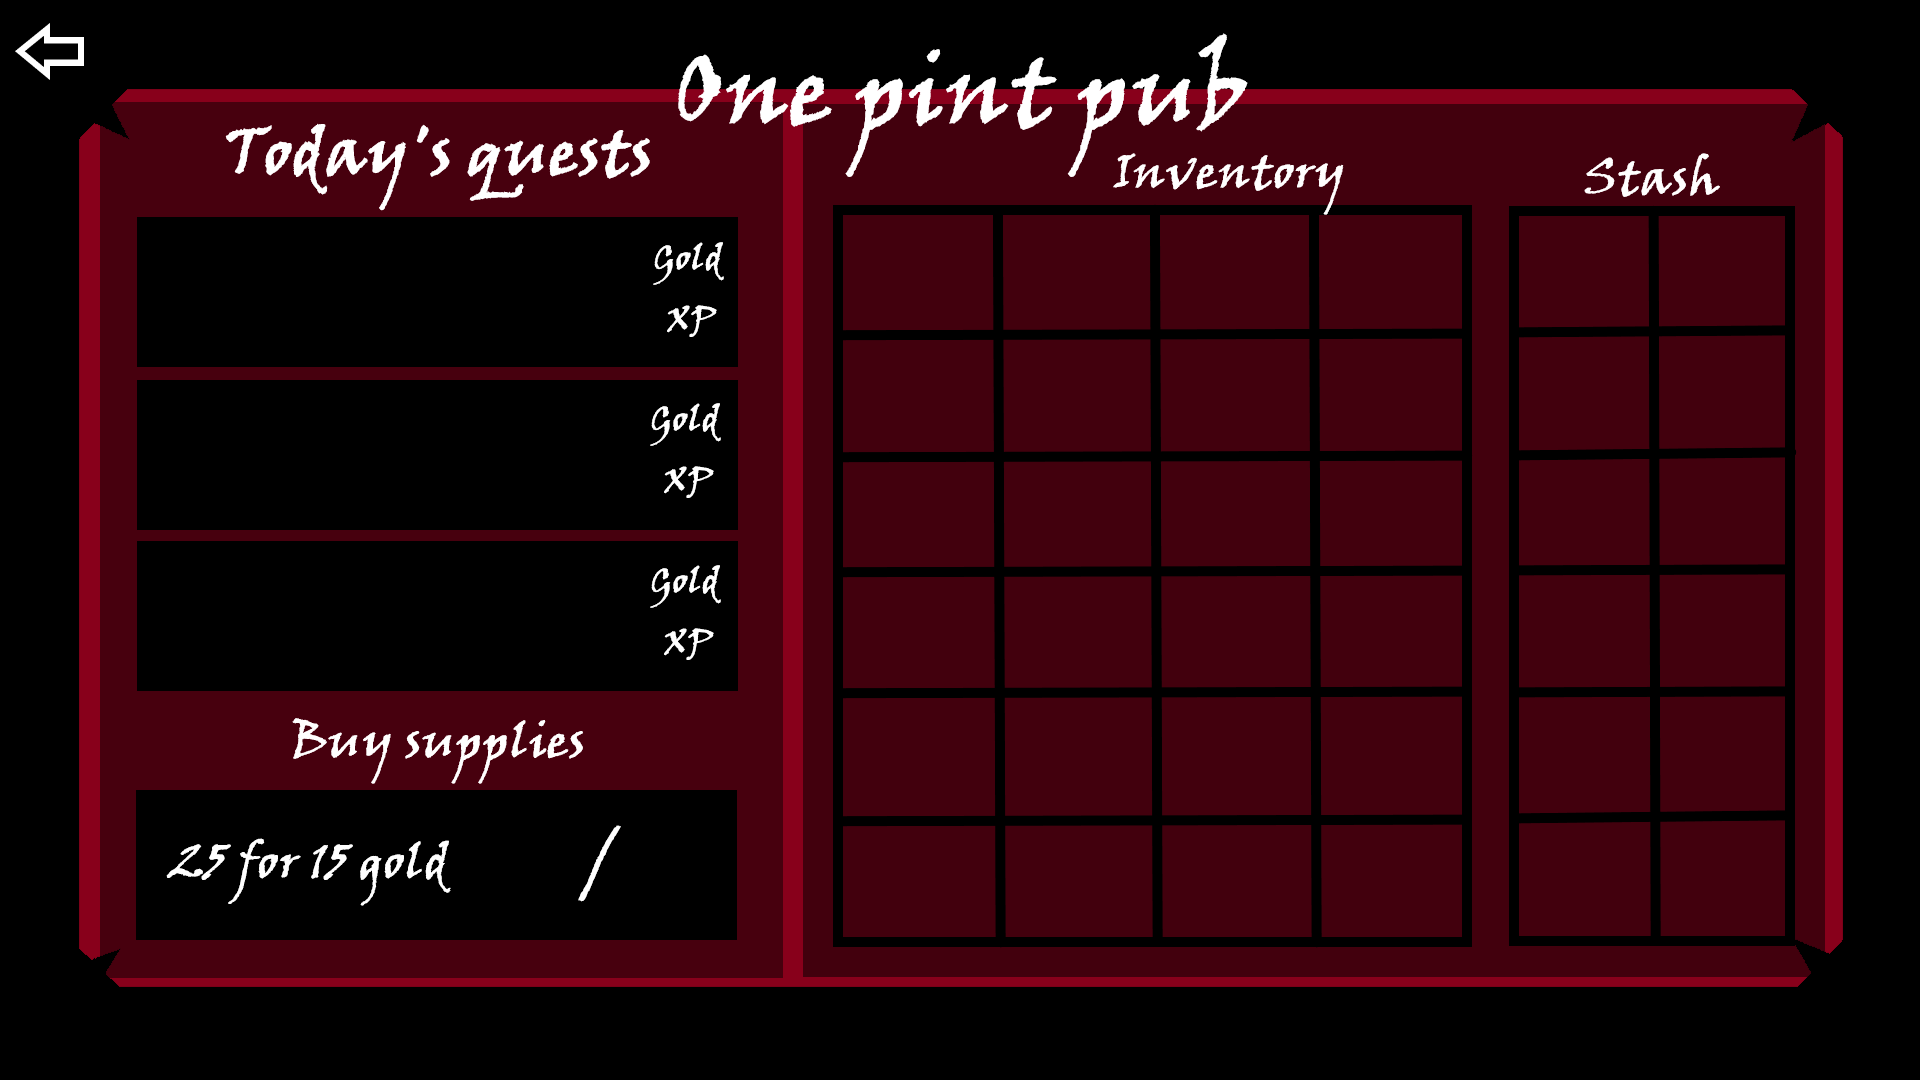 One pint pub
Today's quests
Gold
XP
Gold
XP
Gold
XP
Buy supplies
25 for 15 gold /
Inventory
Stash